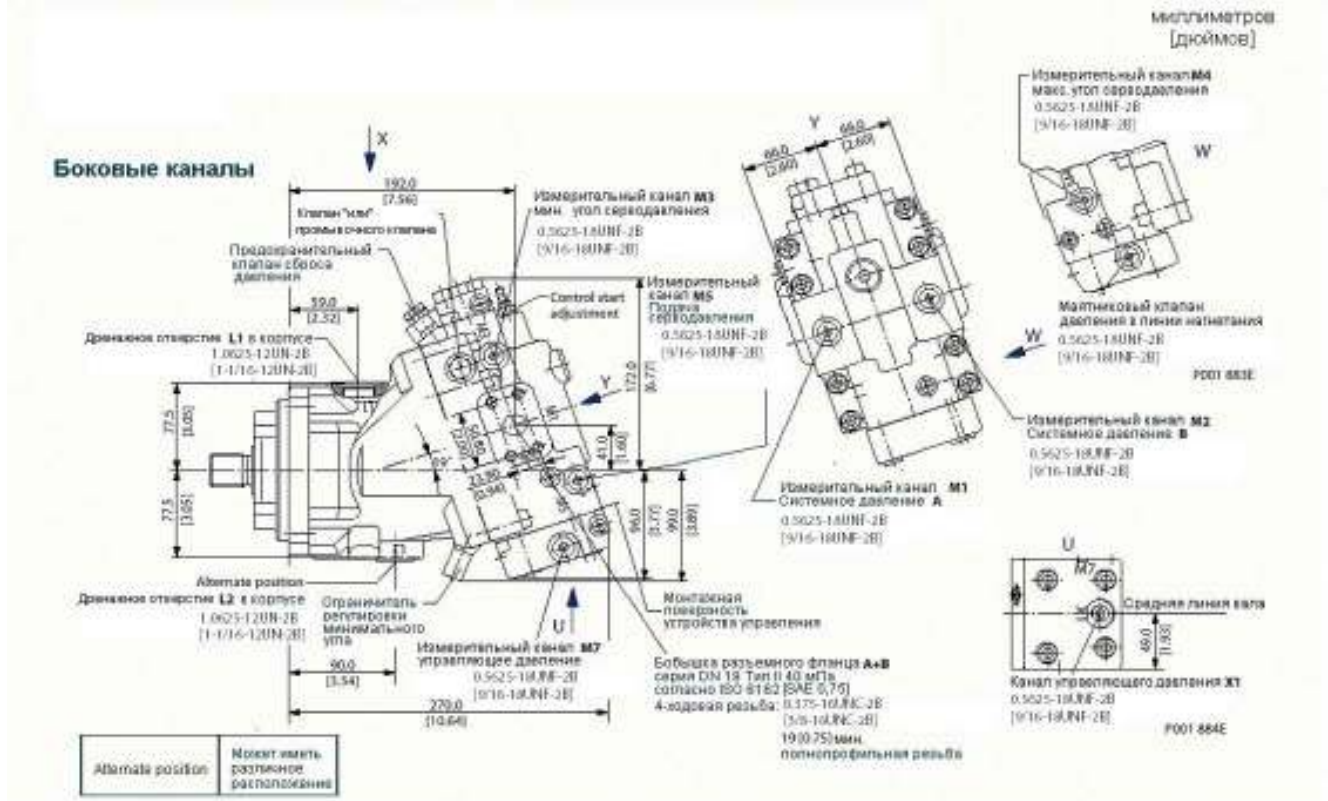 миллиметров
[дюймов]
Боковые каналы
X
192.0
[7.56]
Клапан "или"
промывочного клапана
Предохранительный
клапан сброса
давления
59.0
[2.32]
Дренажное отверстие L1 в корпусе
1.0625-12UN-2B
[1-1/16-12UN-2B]
77.5
[3.05]
77.5
[3.05]
Измерительный канал M3
мин. угол серводавления
0.5625-18UNF-2B
[9/16-18UNF-2B]
Control start
adjustment
Измерительный
канал M5
Подача
серводавления
0.5625-18UNF-2B
[9/16-18UNF-2B]
172.0
[6.77]
Y
41.0
[1.60]
23.90
[0.94]
96.0
[3.77]
99.0
[3.89]
Alternate position
Дренажное отверстие L2 в корпусе
1.0625-12UN-2B
[1-1/16-12UN-2B]
Ограничитель
регулировки
минимального
угла
90.0
[3.54]
270.0
[10.64]
U
Измерительный канал M7
управляющее давление
0.5625-18UNF-2B
[9/16-18UNF-2B]
Монтажная
поверхность
устройства управления
Бобышка разъемного фланца A+B
серия DN 19 Тип II 40 мПа
согласно ISO 6162 [SAE 0,75]
4-ходовая резьба: 0.375-16UNC-2B
[3/8-16UNC-2B]
19 [0.75] мин.
полнопрофильная резьба
Y
66.0
[2.60]
66.0
[2.60]
Измерительный канал M1
Системное давление A
0.5625-18UNF-2B
[9/16-18UNF-2B]
Измерительный канал M2
Системное давление B
0.5625-18UNF-2B
[9/16-18UNF-2B]
W
Измерительный канал M4
макс. угол серводавления
0.5625-18UNF-2B
[9/16-18UNF-2B]
W
Маятниковый клапан
давления в линии нагнетания
0.5625-18UNF-2B
[9/16-18UNF-2B]
P001 883E
U
M7
Средняя линия вала
49.0
[1.93]
Канал управляющего давления X1
0.5625-18UNF-2B
[9/16-18UNF-2B]
P001 884E
Alternate position
Может иметь
различное
расположение